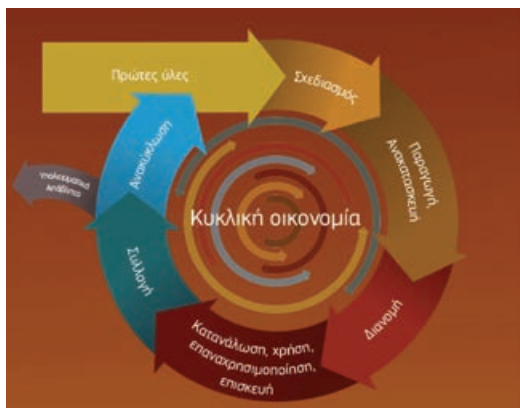 Πρώτες ύλες
Σχεδιασμός
Παραγωγή,
Ανακατασκευή
Διανομή
Κατανάλωση, χρήση,
επαναχρησιμοποίηση,
επισκευή
Συλλογή
Ανακύκλωση
Υπολειμματικά
απόβλητα
Κυκλική οικονομία